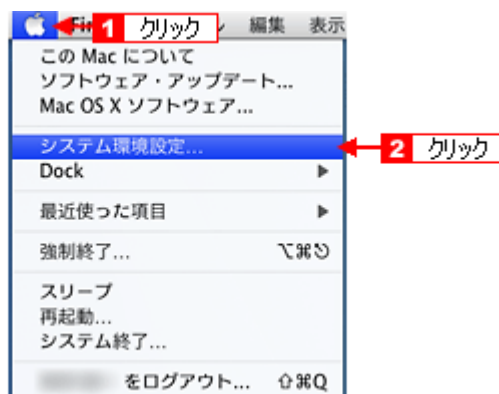 1 クリック 編集 表示
この Mac について
ソフトウェア・アップデート...
Mac OS X ソフトウェア...
システム環境設定...
2 クリック
Dock ▶
最近使った項目 ▶
強制終了... ⌥⌘⎋
スリープ
再起動...
システム終了...
をログアウト... ⇧⌘Q